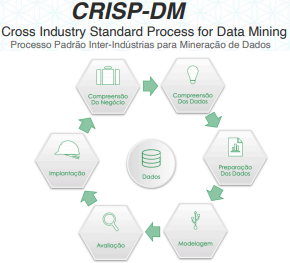 CRISP-DM
Cross Industry Standard Process for Data Mining
Processo Padrão Inter-Indústrias para Mineração de Dados
Compreensão
Do Negócio
Compreensão
Dos Dados
Preparação
Dos Dados
Modelagem
Avaliação
Implantação
Dados